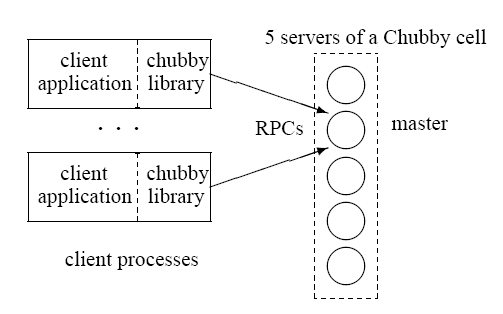 5 servers of a Chubby cell
client application
chubby library
. . .
RPCs
master
client application
chubby library
client processes